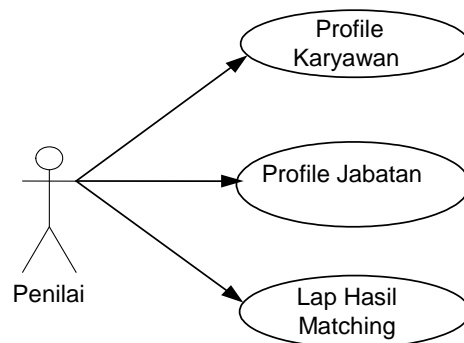 Profile
Karyawan
Profile Jabatan
Penilai
Lap Hasil
Matching